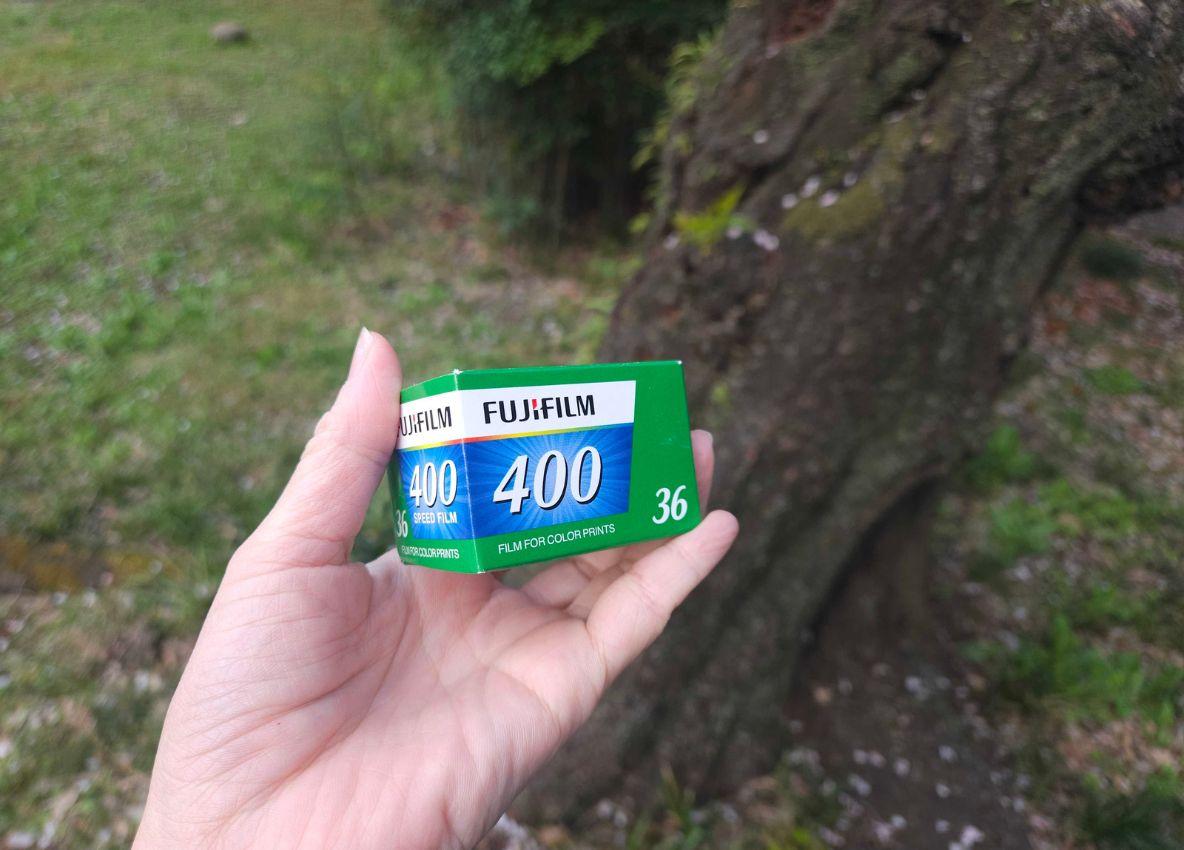 FUJIFILM
400
36
SPEED FILM
FILM FOR COLOR PRINTS
FUJIFILM
400
36
FILM FOR COLOR PRINTS